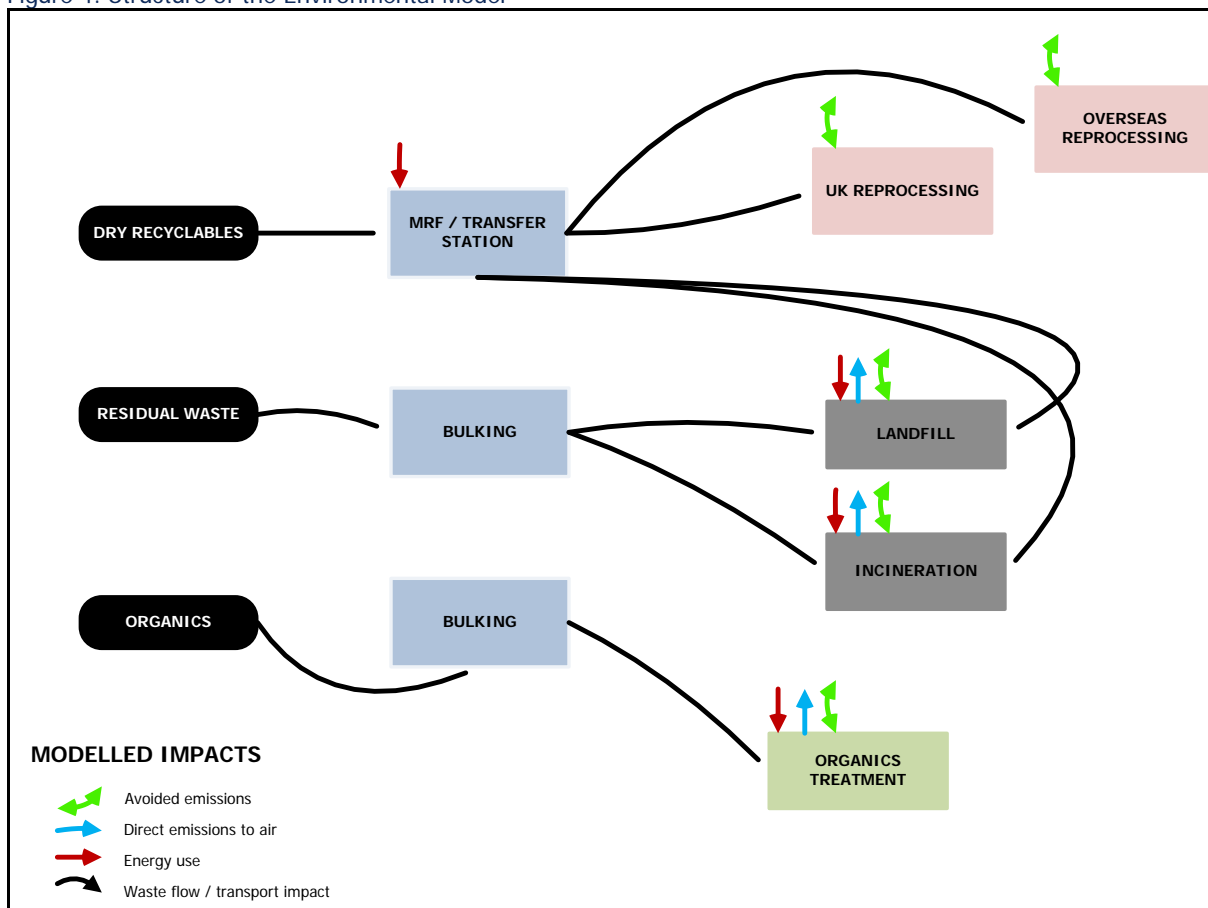 OVERSEAS
REPROCESSING
UK REPROCESSING
DRY RECYCLABLES
MRF / TRANSFER
STATION
RESIDUAL WASTE
BULKING
LANDFILL
INCINERATION
ORGANICS
BULKING
ORGANICS
TREATMENT
MODELLED IMPACTS
Avoided emissions
Direct emissions to air
Energy use
Waste flow / transport impact